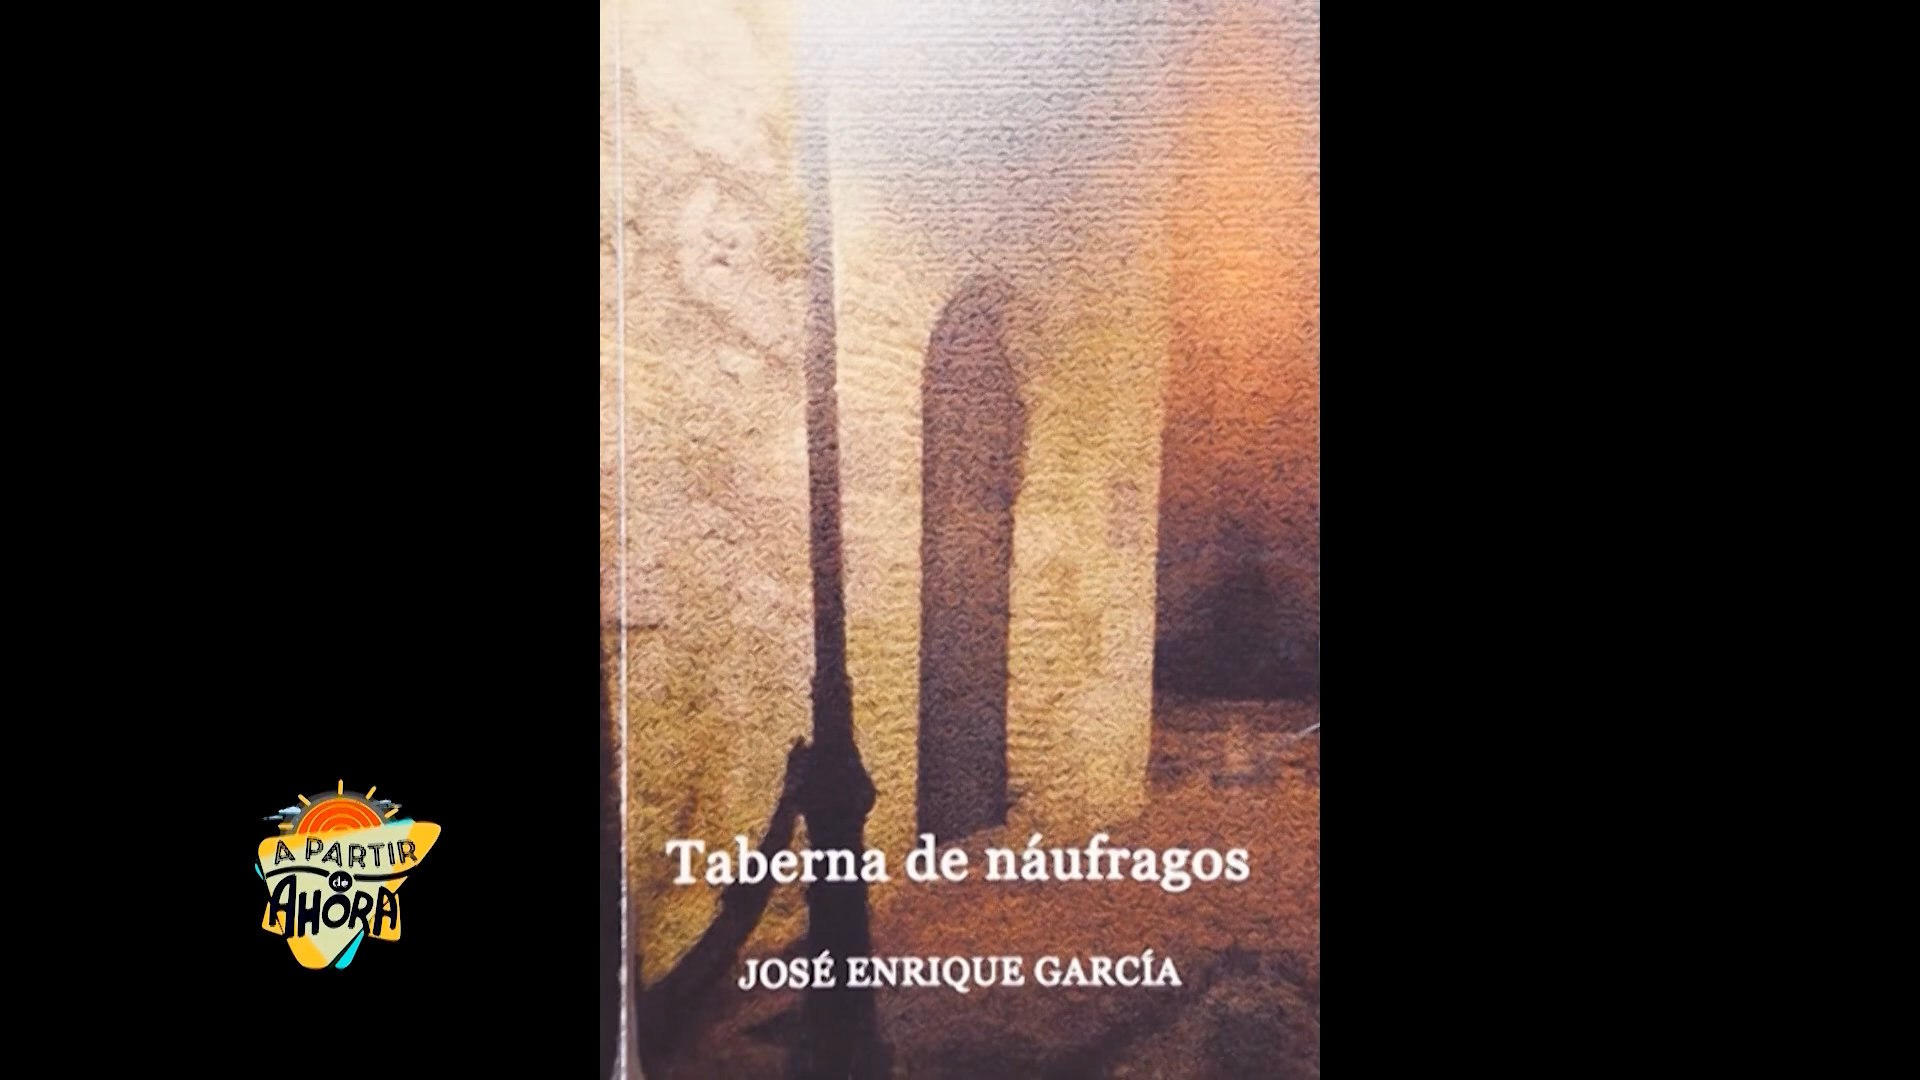 Taberna de náufragos
JOSÉ ENRIQUE GARCÍA
A PARTIR
de
AHORA